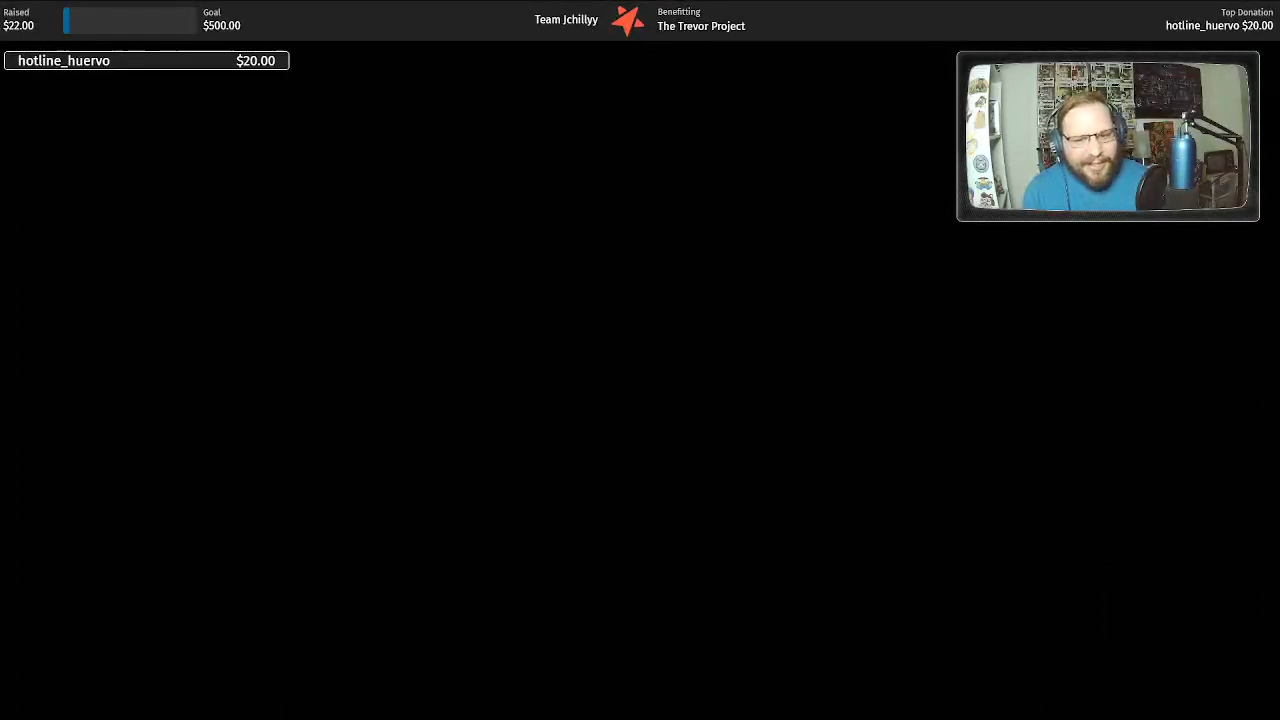 Raised
$22.00
Goal
$500.00
Team Jchillyy
Benefitting
The Trevor Project
Top Donation
hotline_huervo $20.00
hotline_huervo $20.00